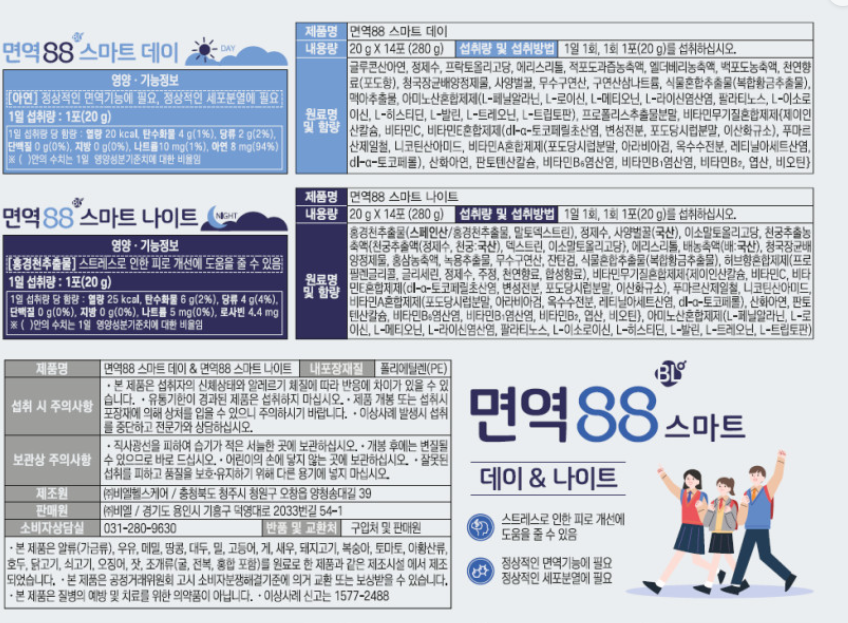 면역88 스마트 데이 DAY
영양 · 기능정보
[아연] 정상적인 면역기능에 필요, 정상적인 세포분열에 필요
1일 섭취량 : 1포(20 g)
1일 섭취량 당 함량 : 열량 20 kcal, 탄수화물 4 g(1%), 당류 2 g(2%),
단백질 0 g(0%), 지방 0 g(0%), 나트륨10 mg(1%), 아연 8 mg(94%)
※ ( )안의 수치는 1일 영양성분기준치에 대한 비율임
제품명 면역88 스마트 데이
내용량 20 g X 14포 (280 g) 섭취량 및 섭취방법 1일 1회, 1회 1포(20 g)를 섭취하십시오.
원료명 및 함량
글루콘산아연, 정제수, 프락토올리고당, 에리스리톨, 적포도과즙농축액, 엘더베리농축액, 백포도농축액, 천연향
료(포도향), 청국장균배양정제물, 사양벌꿀, 무수구연산, 구연산삼나트륨, 식물혼합추출물(복합황금추출물),
맥아추출물, 아미노산혼합제제(L-페닐알라닌, L-로이신, L-메티오닌, L-라이신염산염, 팔라티노스, L-이소로
이신, L-히스티딘, L-발린, L-트레오닌, L-트립토판), 프로폴리스추출물분말, 비타민무기질혼합제제(제이인
산칼슘, 비타민C, 비타민E혼합제제(dl-α-토코페릴초산염, 변성전분, 포도당시럽분말, 이산화규소), 푸마르
산제일철, 니코틴산아미드, 비타민A혼합제제(포도당시럽분말, 아라비아검, 옥수수전분, 레티닐아세트산염,
dl-α-토코페롤), 산화아연, 판토텐산칼슘, 비타민B₆염산염, 비타민B₁염산염, 비타민B₂, 엽산, 비오틴)
면역88 스마트 나이트 NIGHT
영양 · 기능정보
[홍경천추출물] 스트레스로 인한 피로 개선에 도움을 줄 수 있음
1일 섭취량 : 1포(20 g)
1일 섭취량 당 함량 : 열량 25 kcal, 탄수화물 6 g(2%), 당류 4 g(4%),
단백질 0 g(0%), 지방 0 g(0%), 나트륨 5 mg(0%), 로사빈 4.4 mg
※ ( )안의 수치는 1일 영양성분기준치에 대한 비율임
제품명 면역88 스마트 나이트
내용량 20 g X 14포 (280 g) 섭취량 및 섭취방법 1일 1회, 1회 1포(20 g)를 섭취하십시오.
원료명 및 함량
홍경천추출물(스페인산/홍경천추출물, 말토덱스트린), 정제수, 사양벌꿀(국산), 이소말토올리고당, 천궁추출농
축액(천궁추출액(정제수, 천궁:국산), 덱스트린, 이소말토올리고당), 에리스리톨, 배농축액(배:국산), 청국장균배
양정제물, 홍삼농축액, 녹용추출물, 무수구연산, 잔탄검, 식물혼합추출물(복합황금추출물), 허브향혼합제제(프로
필렌글리콜, 글리세린, 정제수, 주정, 천연향료, 합성향료), 비타민무기질혼합제제(제이인산칼슘, 비타민C, 비타
민E혼합제제(dl-α-토코페릴초산염, 변성전분, 포도당시럽분말, 이산화규소), 푸마르산제일철, 니코틴산아미드,
비타민A혼합제제(포도당시럽분말, 아라비아검, 옥수수전분, 레티닐아세트산염, dl-α-토코페롤), 산화아연, 판토
텐산칼슘, 비타민B₆염산염, 비타민B₁염산염, 비타민B₂, 엽산, 비오틴), 아미노산혼합제제(L-페닐알라닌, L-로
이신, L-메티오닌, L-라이신염산염, 팔라티노스, L-이소로이신, L-히스티딘, L-발린, L-트레오닌, L-트립토판)
제품명 면역88 스마트 데이 & 면역88 스마트 나이트 내포장재질 폴리에틸렌(PE)
섭취 시 주의사항
· 본 제품은 섭취자의 신체상태와 알레르기 체질에 따라 반응에 차이가 있을 수 있
습니다. · 유통기한이 경과된 제품은 섭취하지 마십시오. · 제품 개봉 또는 섭취시
포장재에 의해 상처를 입을 수 있으니 주의하시기 바랍니다. · 이상사례 발생시 섭취
를 중단하고 전문가와 상담하십시오.
보관상 주의사항
· 직사광선을 피하여 습기가 적은 서늘한 곳에 보관하십시오. · 개봉 후에는 변질될
수 있으므로 바로 드십시오. · 어린이의 손에 닿지 않는 곳에 보관하십시오. · 잘못된
섭취를 피하고 품질을 보호·유지하기 위해 다른 용기에 넣지 마십시오.
제조원 ㈜비엘헬스케어 / 충청북도 청주시 청원구 오창읍 양청송대길 39
판매원 ㈜비엘 / 경기도 용인시 기흥구 덕영대로 2033번길 54-1
소비자상담실 031-280-9630 반품 및 교환처 구입처 및 판매원
· 본 제품은 알류(가금류), 우유, 메밀, 땅콩, 대두, 밀, 고등어, 게, 새우, 돼지고기, 복숭아, 토마토, 아황산류,
호두, 닭고기, 쇠고기, 오징어, 잣, 조개류(굴, 전복, 홍합 포함)를 원료로 한 제품과 같은 제조시설 에서 제조
되었습니다. · 본 제품은 공정거래위원회 고시 소비자분쟁해결기준에 의거 교환 또는 보상받을 수 있습니다.
· 본 제품은 질병의 예방 및 치료를 위한 의약품이 아닙니다. · 이상사례 신고는 1577-2488
BL
면역88 스마트
데이 & 나이트
스트레스로 인한 피로 개선에
도움을 줄 수 있음
정상적인 면역기능에 필요
정상적인 세포분열에 필요